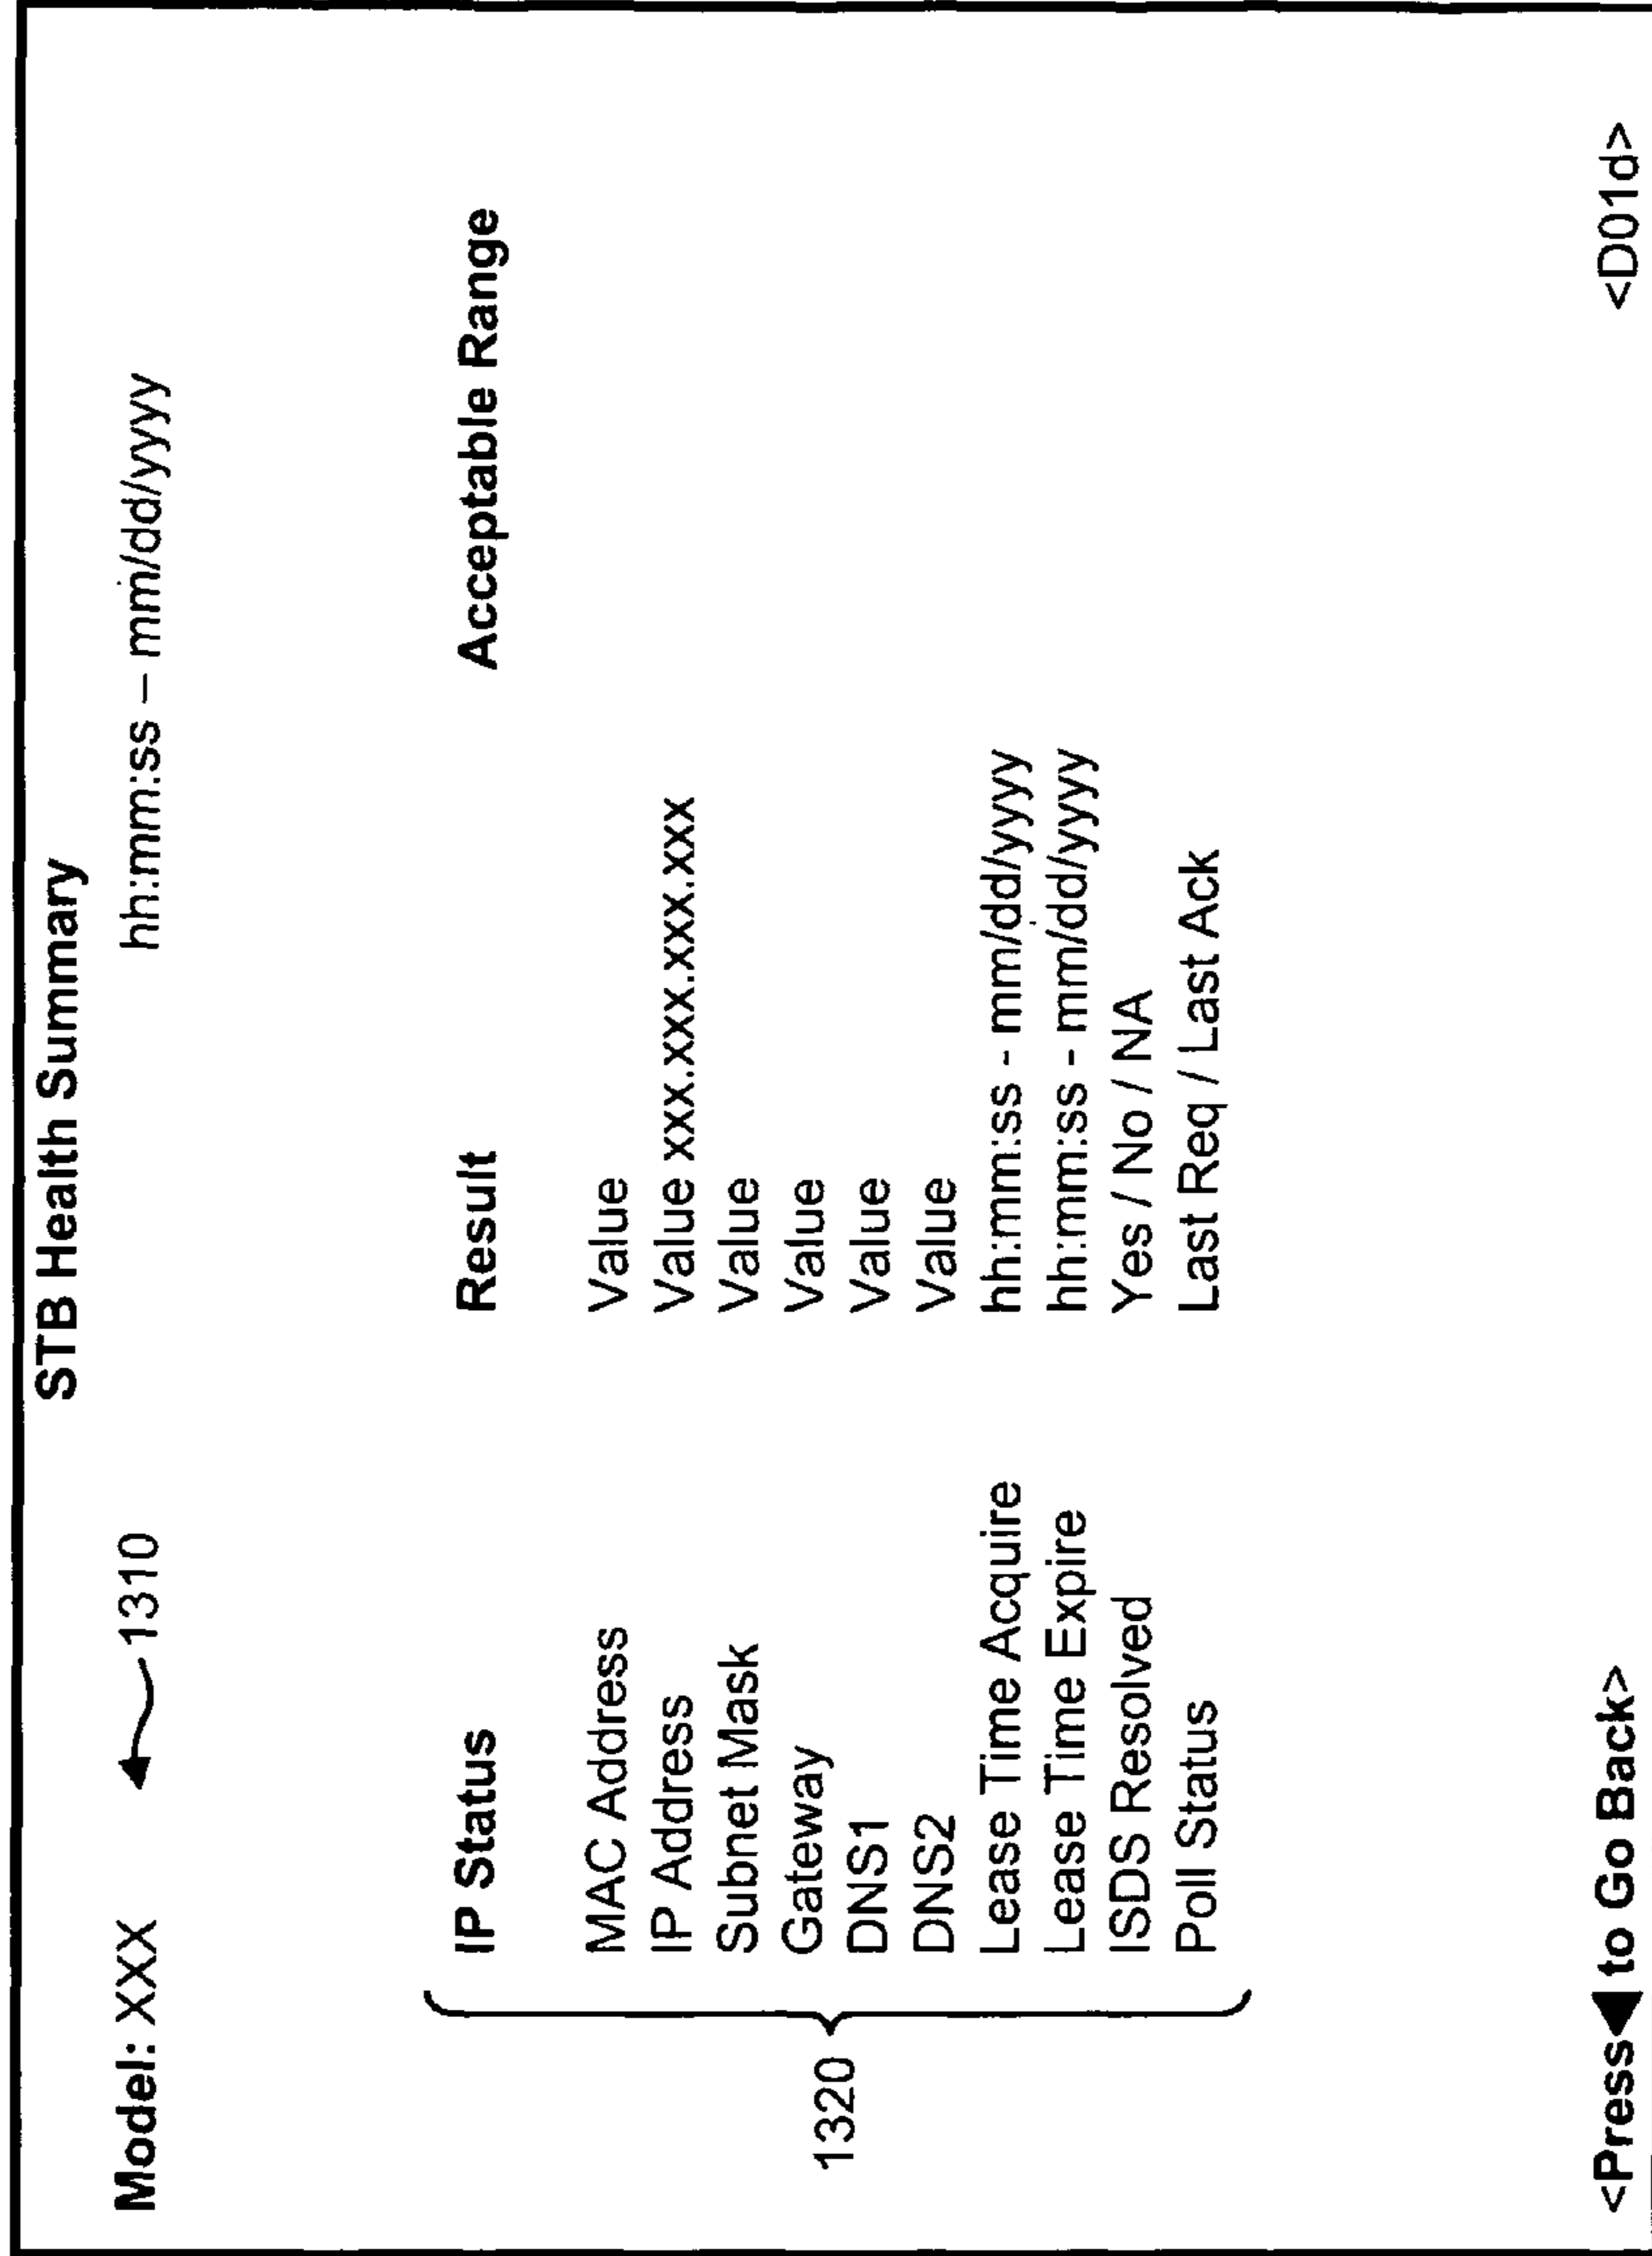 STB Health Summary
Model: XXX 1310 hh:mm:ss – mm/dd/yyyy
IP Status Result Acceptable Range
MAC Address Value
IP Address Value xxx.xxx.xxx.xxx
Subnet Mask Value
Gateway Value
DNS1 Value
DNS2 Value
Lease Time Acquire hh:mm:ss - mm/dd/yyyy
Lease Time Expire hh:mm:ss - mm/dd/yyyy
ISDS Resolved Yes / No / NA
Poll Status Last Req / Last Ack
1320
<Press◀ to Go Back> <D01d>